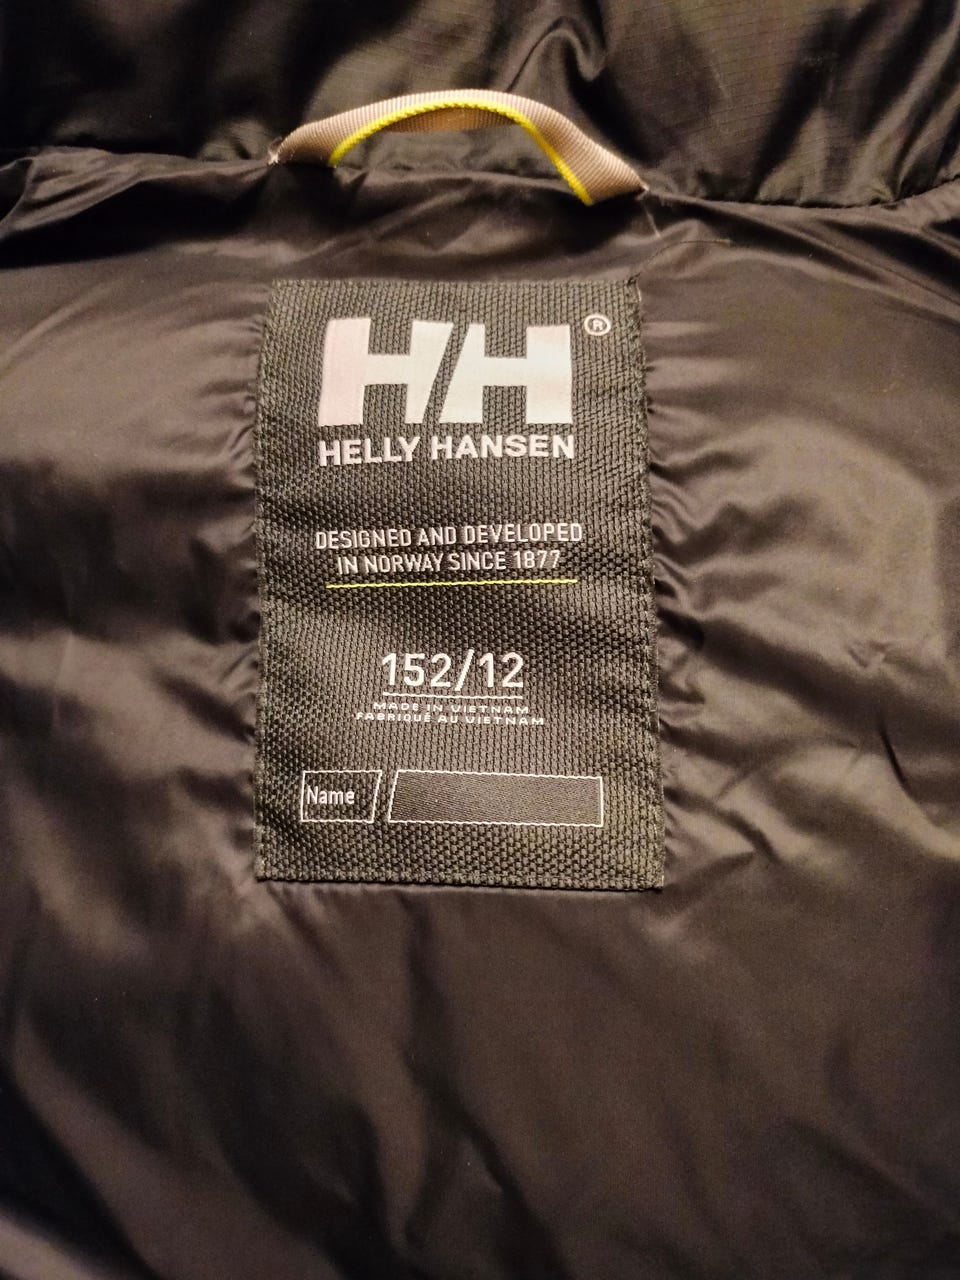 HH®
HELLY HANSEN
DESIGNED AND DEVELOPED
IN NORWAY SINCE 1877
152/12
MADE IN VIETNAM
FABRIQUÉ AU VIETNAM
Name